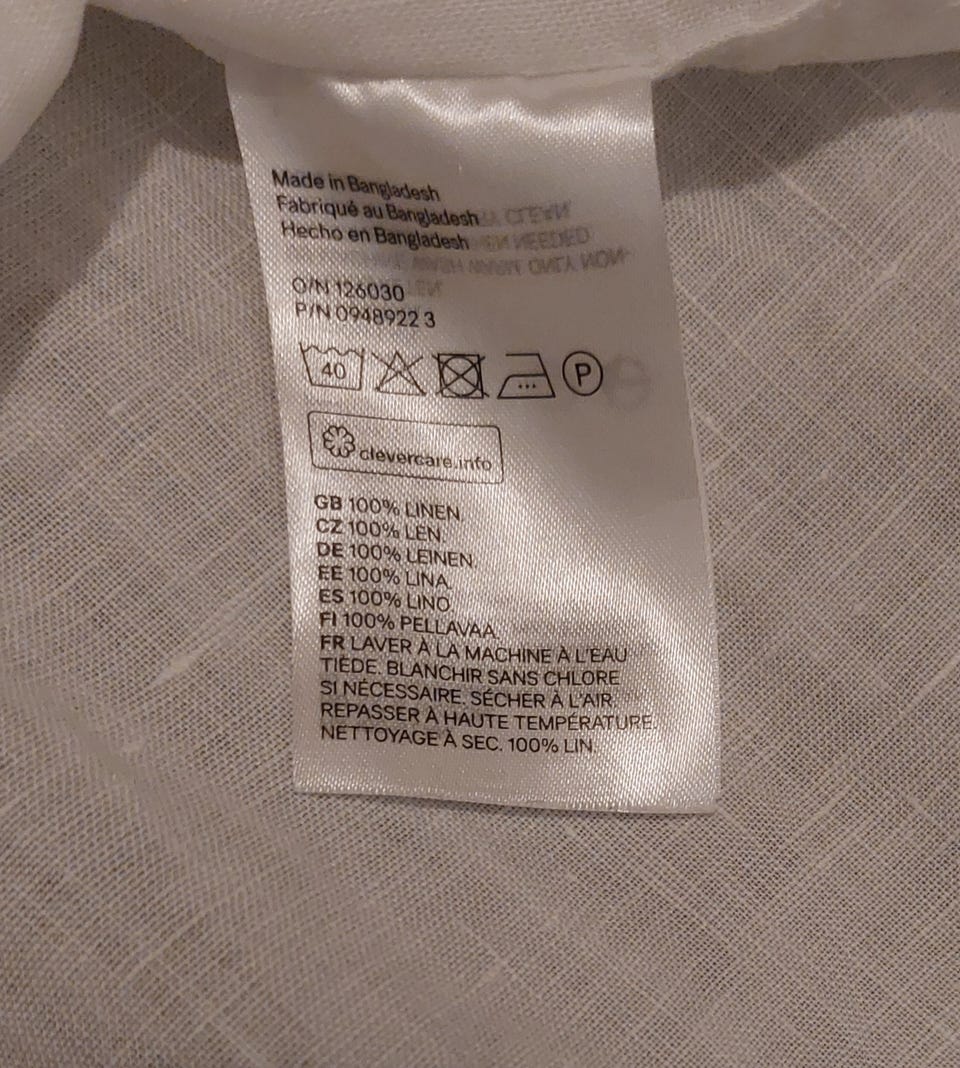 Made in Bangladesh
Fabriqué au Bangladesh
Hecho en Bangladesh
O/N 126030
P/N 0948922 3
40 P
clevercare.info
GB 100% LINEN.
CZ 100% LEN.
DE 100% LEINEN.
EE 100% LINA.
ES 100% LINO.
FI 100% PELLAVAA.
FR LAVER À LA MACHINE À L'EAU
TIÈDE. BLANCHIR SANS CHLORE
SI NÉCESSAIRE. SÉCHER À L'AIR.
REPASSER À HAUTE TEMPÉRATURE.
NETTOYAGE À SEC. 100% LIN.